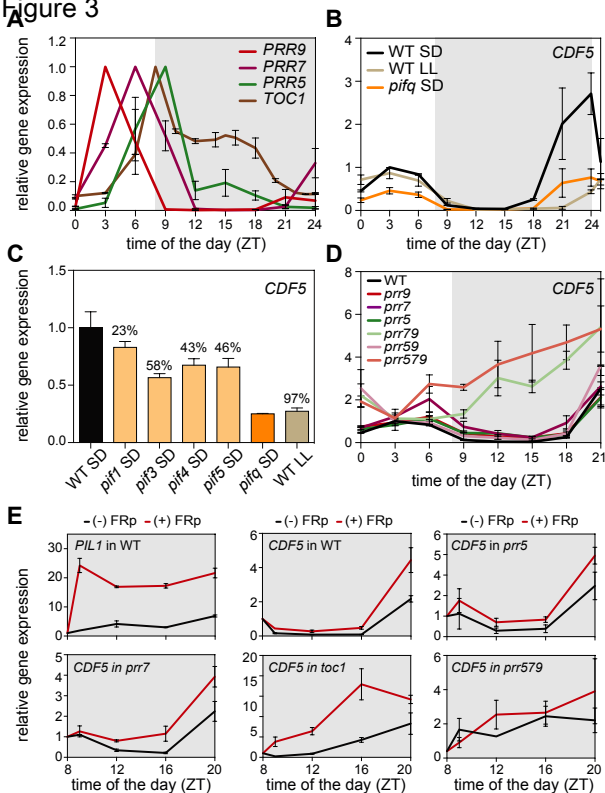 Figure 3
A
relative gene expression
1.2
1.0
0.8
0.6
0.4
0.2
0.0
PRR9
PRR7
PRR5
TOC1
0 3 6 9 12 15 18 21 24
time of the day (ZT)
B
relative gene expression
4
3
2
1
0
WT SD
WT LL
pifq SD
CDF5
0 3 6 9 12 15 18 21 24
time of the day (ZT)
C
relative gene expression
1.5
1.0
0.5
0.0
CDF5
23%
58%
43%
46%
97%
WT SD
pif1 SD
pif3 SD
pif4 SD
pif5 SD
pifq SD
WT LL
D
relative gene expression
8
6
4
2
0
WT
prr9
prr7
prr5
prr79
prr59
prr579
CDF5
0 3 6 9 12 15 18 21
time of the day (ZT)
E
relative gene expression
(-) FRp (+) FRp
PIL1 in WT
30
20
10
0
(-) FRp (+) FRp
CDF5 in WT
6
4
2
0
(-) FRp (+) FRp
CDF5 in prr5
6
4
2
1
0
CDF5 in prr7
5
4
3
2
1
0
8 12 16 20
time of the day (ZT)
CDF5 in toc1
20
15
10
5
0
8 12 16 20
time of the day (ZT)
CDF5 in prr579
6
4
2
0
8 12 16 20
time of the day (ZT)